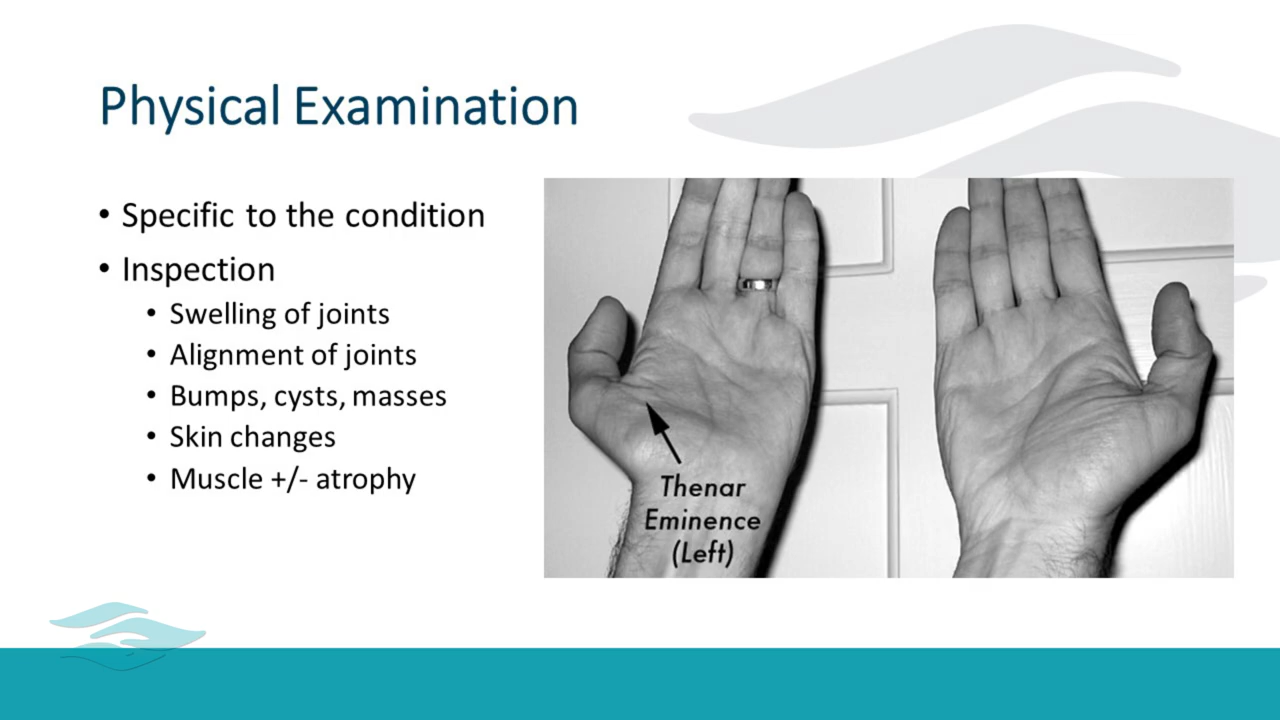 Physical Examination
• Specific to the condition
• Inspection
• Swelling of joints
• Alignment of joints
• Bumps, cysts, masses
• Skin changes
• Muscle +/- atrophy
Thenar
Eminence
(Left)